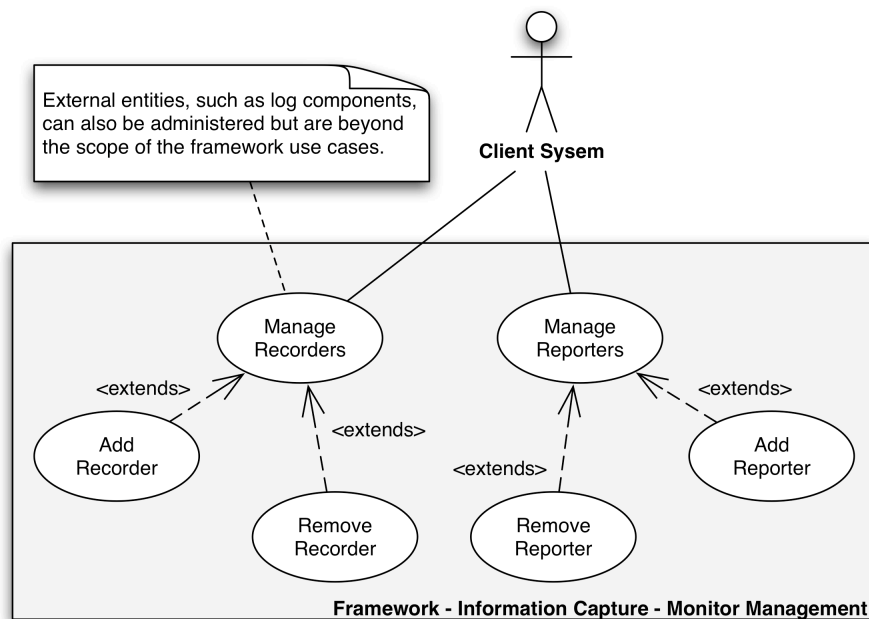 External entities, such as log components,
can also be administered but are beyond
the scope of the framework use cases.
Client Sysem
Manage
Recorders
Manage
Reporters
<extends>
<extends>
<extends>
<extends>
Add
Recorder
Add
Reporter
Remove
Recorder
Remove
Reporter
Framework - Information Capture - Monitor Management